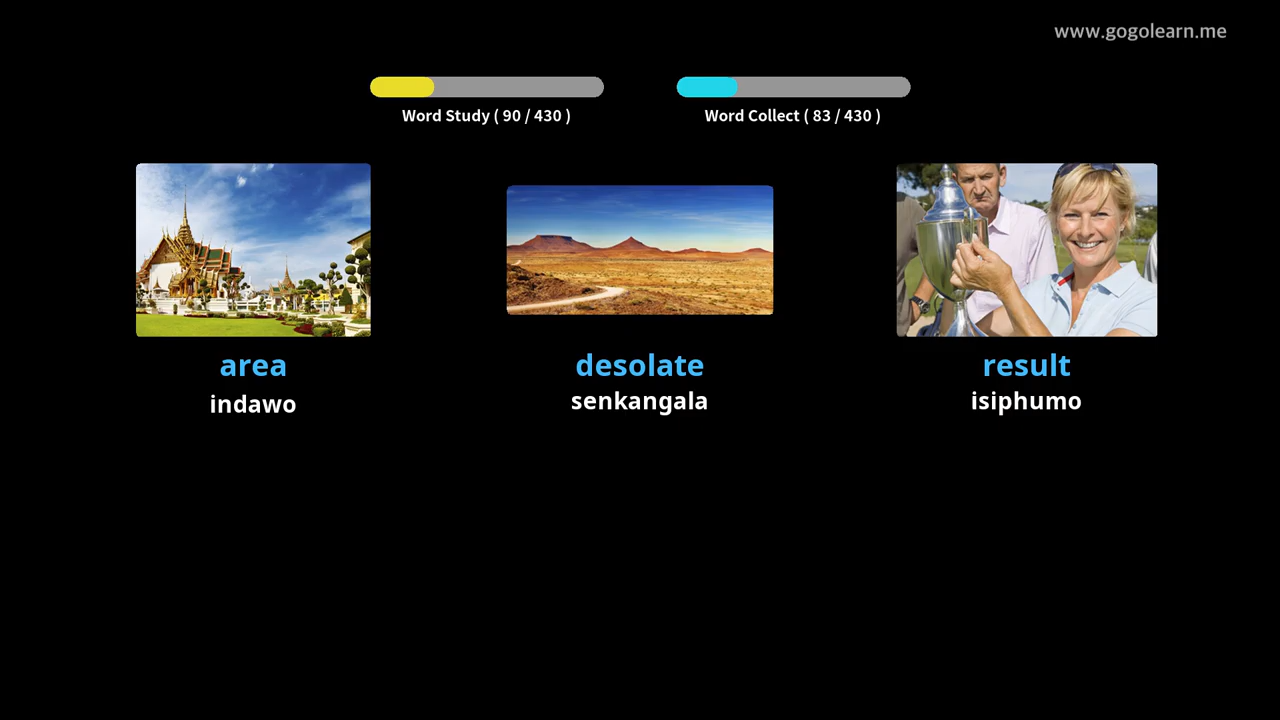 www.gogolearn.me
Word Study ( 90 / 430 )
Word Collect ( 83 / 430 )
area
desolate
result
indawo
senkangala
isiphumo